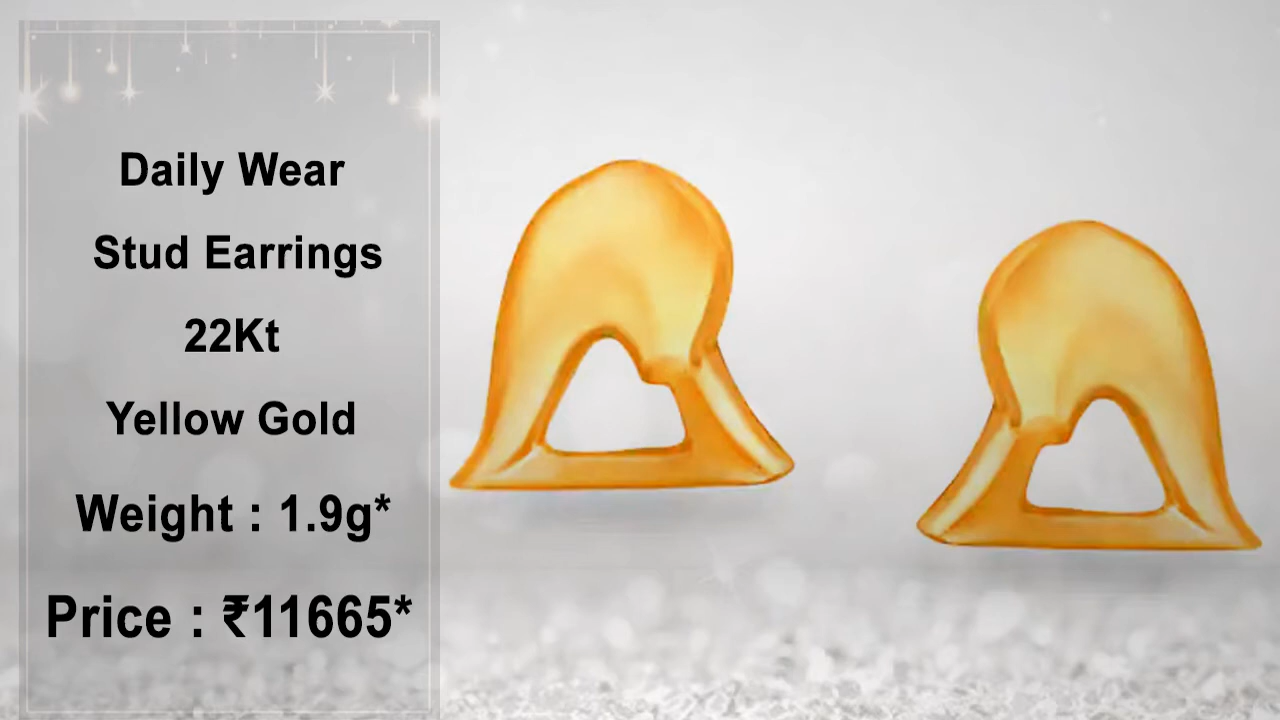 Daily Wear
Stud Earrings
22Kt
Yellow Gold
Weight : 1.9g*
Price : ₹11665*